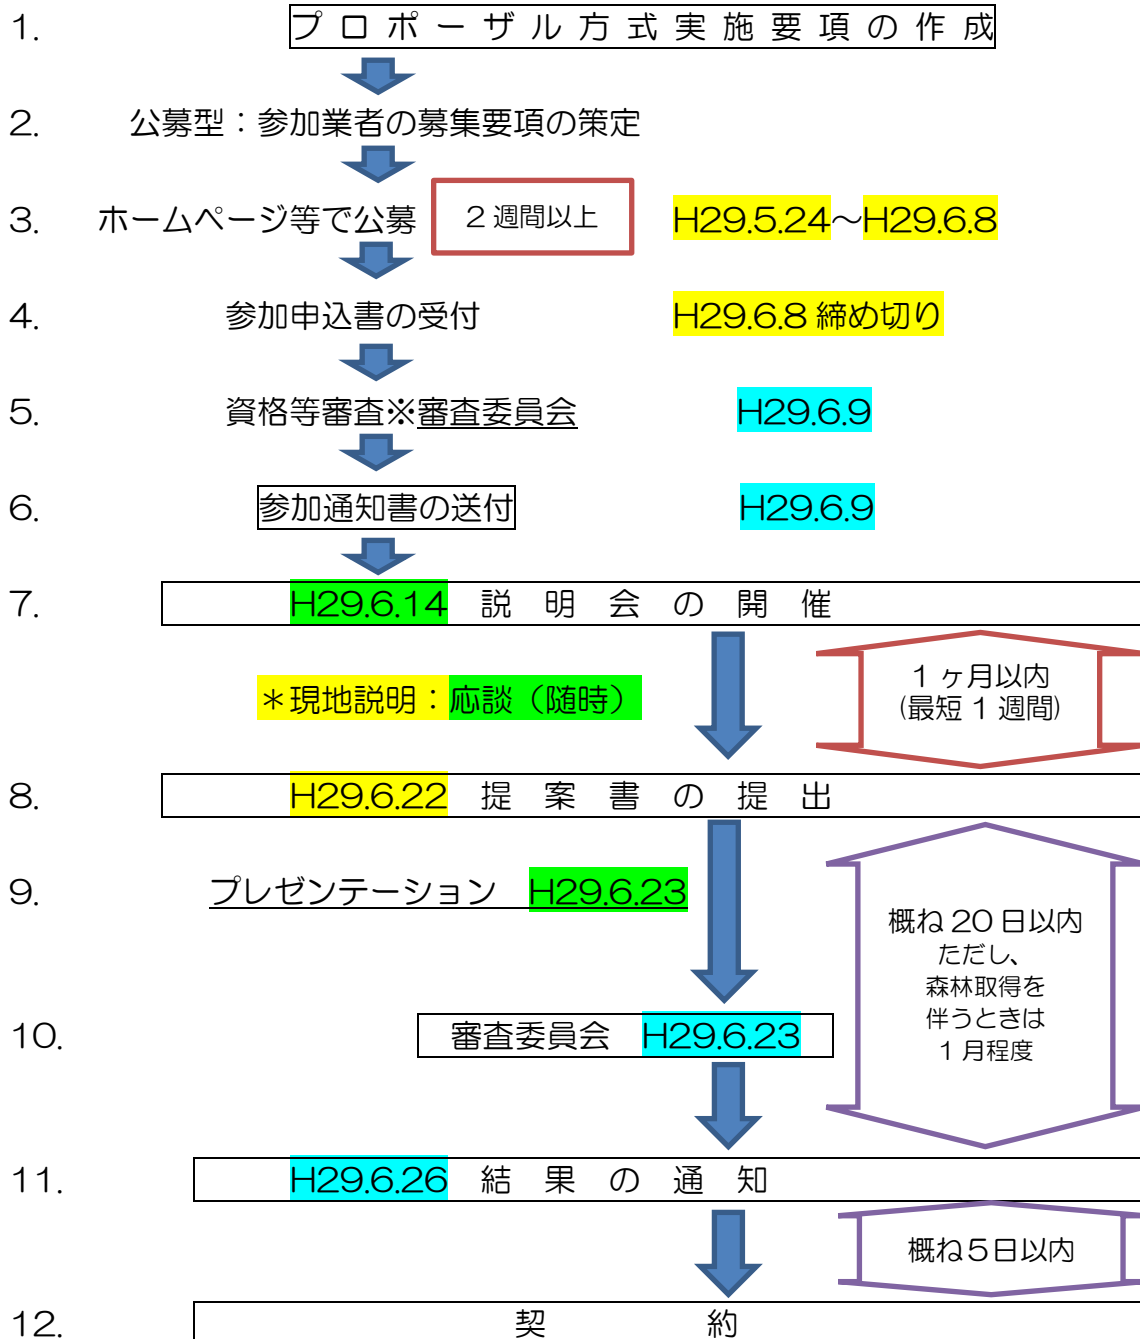 1. プロポーザル方式実施要項の作成
2. 公募型：参加業者の募集要項の策定
3. ホームページ等で公募 2週間以上 H29.5.24～H29.6.8
4. 参加申込書の受付 H29.6.8 締め切り
5. 資格等審査※審査委員会 H29.6.9
6. 参加通知書の送付 H29.6.9
7. H29.6.14 説明会の開催
＊現地説明：応談（随時）
1ヶ月以内
(最短1週間)
8. H29.6.22 提案書の提出
9. プレゼンテーション H29.6.23
概ね20日以内
ただし、
森林取得を
伴うときは
1月程度
10. 審査委員会 H29.6.23
11. H29.6.26 結果の通知
概ね5日以内
12. 契約